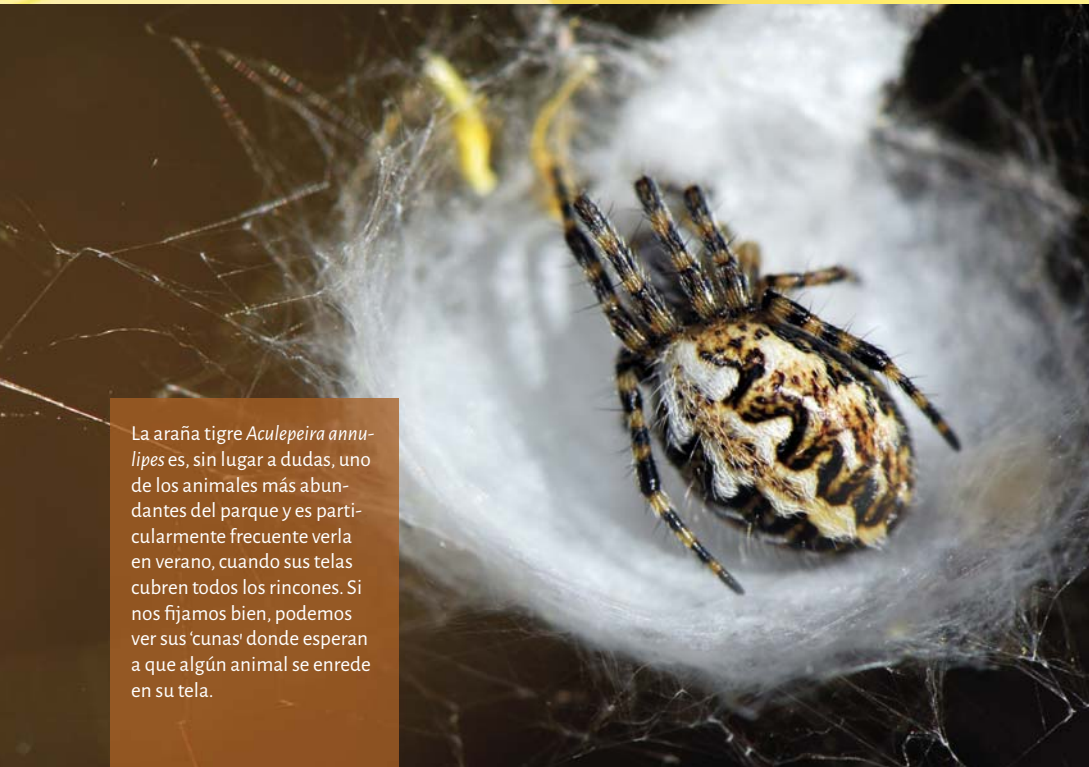 La araña tigre Aculepeira annu-
lipes es, sin lugar a dudas, uno
de los animales más abun-
dantes del parque y es parti-
cularmente frecuente verla
en verano, cuando sus telas
cubren todos los rincones. Si
nos fijamos bien, podemos
ver sus ‘cunas' donde esperan
a que algún animal se enrede
en su tela.